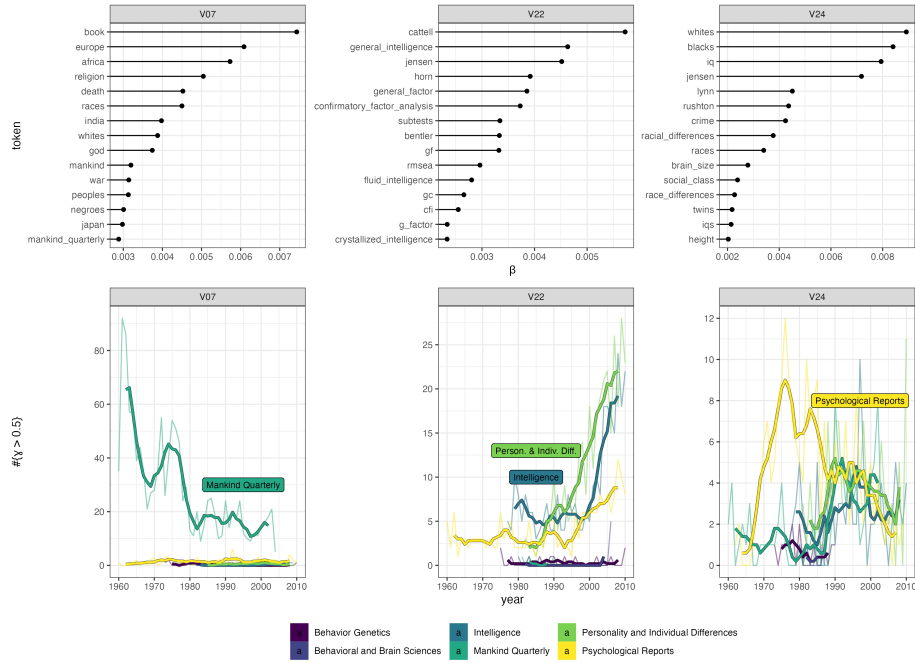 V07
V22
V24
token
book
europe
africa
religion
death
races
india
whites
god
mankind
war
peoples
negroes
japan
mankind_quarterly
0.003 0.004 0.005 0.006 0.007
cattell
general_intelligence
jensen
horn
general_factor
confirmatory_factor_analysis
subtests
bentler
gf
rmsea
fluid_intelligence
gc
cfi
g_factor
crystallized_intelligence
0.003 0.004 0.005
whites
blacks
iq
jensen
lynn
rushton
crime
racial_differences
races
brain_size
social_class
race_differences
twins
iqs
height
0.002 0.004 0.006 0.008
β
V07
V22
V24
#{γ > 0.5}
80
60
40
20
0
Mankind Quarterly
1960 1970 1980 1990 2000 2010
25
20
15
10
5
0
Person. & Indiv. Diff.
Intelligence
1960 1970 1980 1990 2000 2010
12
10
8
6
4
2
0
Psychological Reports
1960 1970 1980 1990 2000 2010
year
a Behavior Genetics
a Behavioral and Brain Sciences
a Intelligence
a Mankind Quarterly
a Personality and Individual Differences
a Psychological Reports